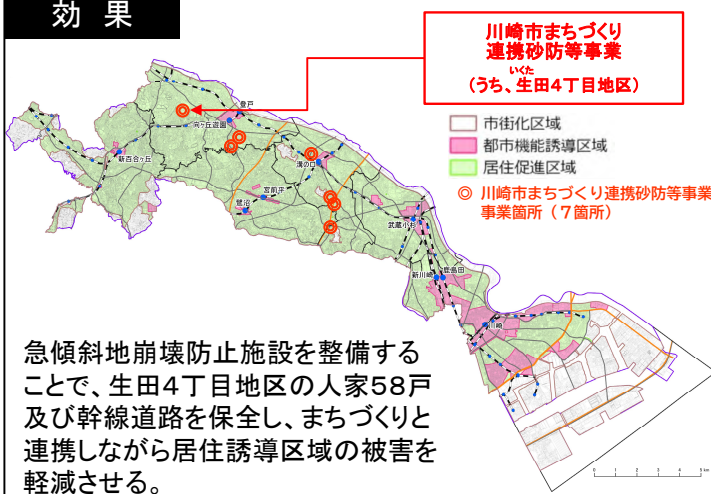 効果
川崎市まちづくり
連携砂防等事業
いくた
(うち、生田4丁目地区)
市街化区域
都市機能誘導区域
居住促進区域
川崎市まちづくり連携砂防等事業
事業箇所（7箇所）
登戸
向ヶ丘遊園
新百合ヶ丘
溝の口
宮前平
鷺沼
武蔵小杉
新川崎
鹿島田
川崎
急傾斜地崩壊防止施設を整備する
ことで、生田4丁目地区の人家58戸
及び幹線道路を保全し、まちづくりと
連携しながら居住誘導区域の被害を
軽減させる。
0 1 2 3 4 5 km